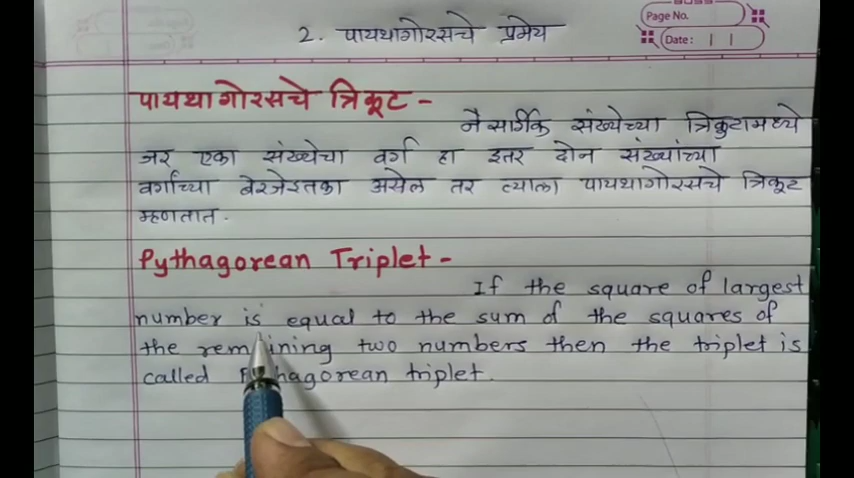 Page No.
2. पायथागोरसचे प्रमेय
Date:
पायथागोरसचे त्रिकूट -
नैसर्गिक संख्येच्या त्रिकुटामध्ये
जर एका संख्येचा वर्ग हा इतर दोन संख्यांच्या
वर्गाच्या बेरजेइतका असेल तर त्याला पायथागोरसचे त्रिकूट
म्हणतात.
Pythagorean Triplet -
If the square of largest
number is equal to the sum of the squares of
the remaining two numbers then the triplet is
called Pythagorean triplet.